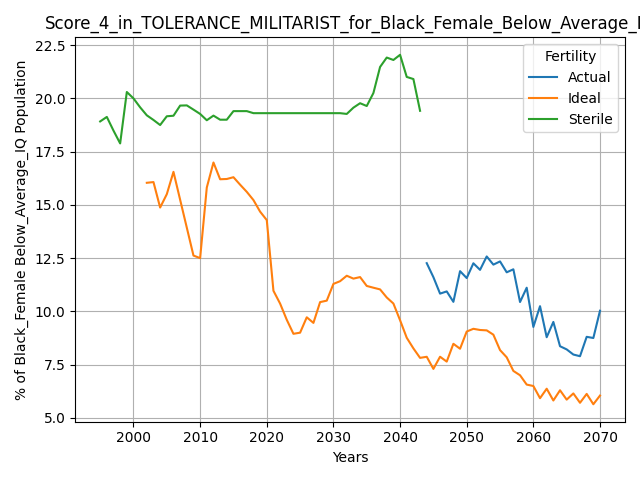 Score_4_in_TOLERANCE_MILITARIST_for_Black_Female_Below_Average_I
% of Black_Female Below_Average_IQ Population
22.5
20.0
17.5
15.0
12.5
10.0
7.5
5.0
Fertility
Actual
Ideal
Sterile
2000 2010 2020 2030 2040 2050 2060 2070
Years